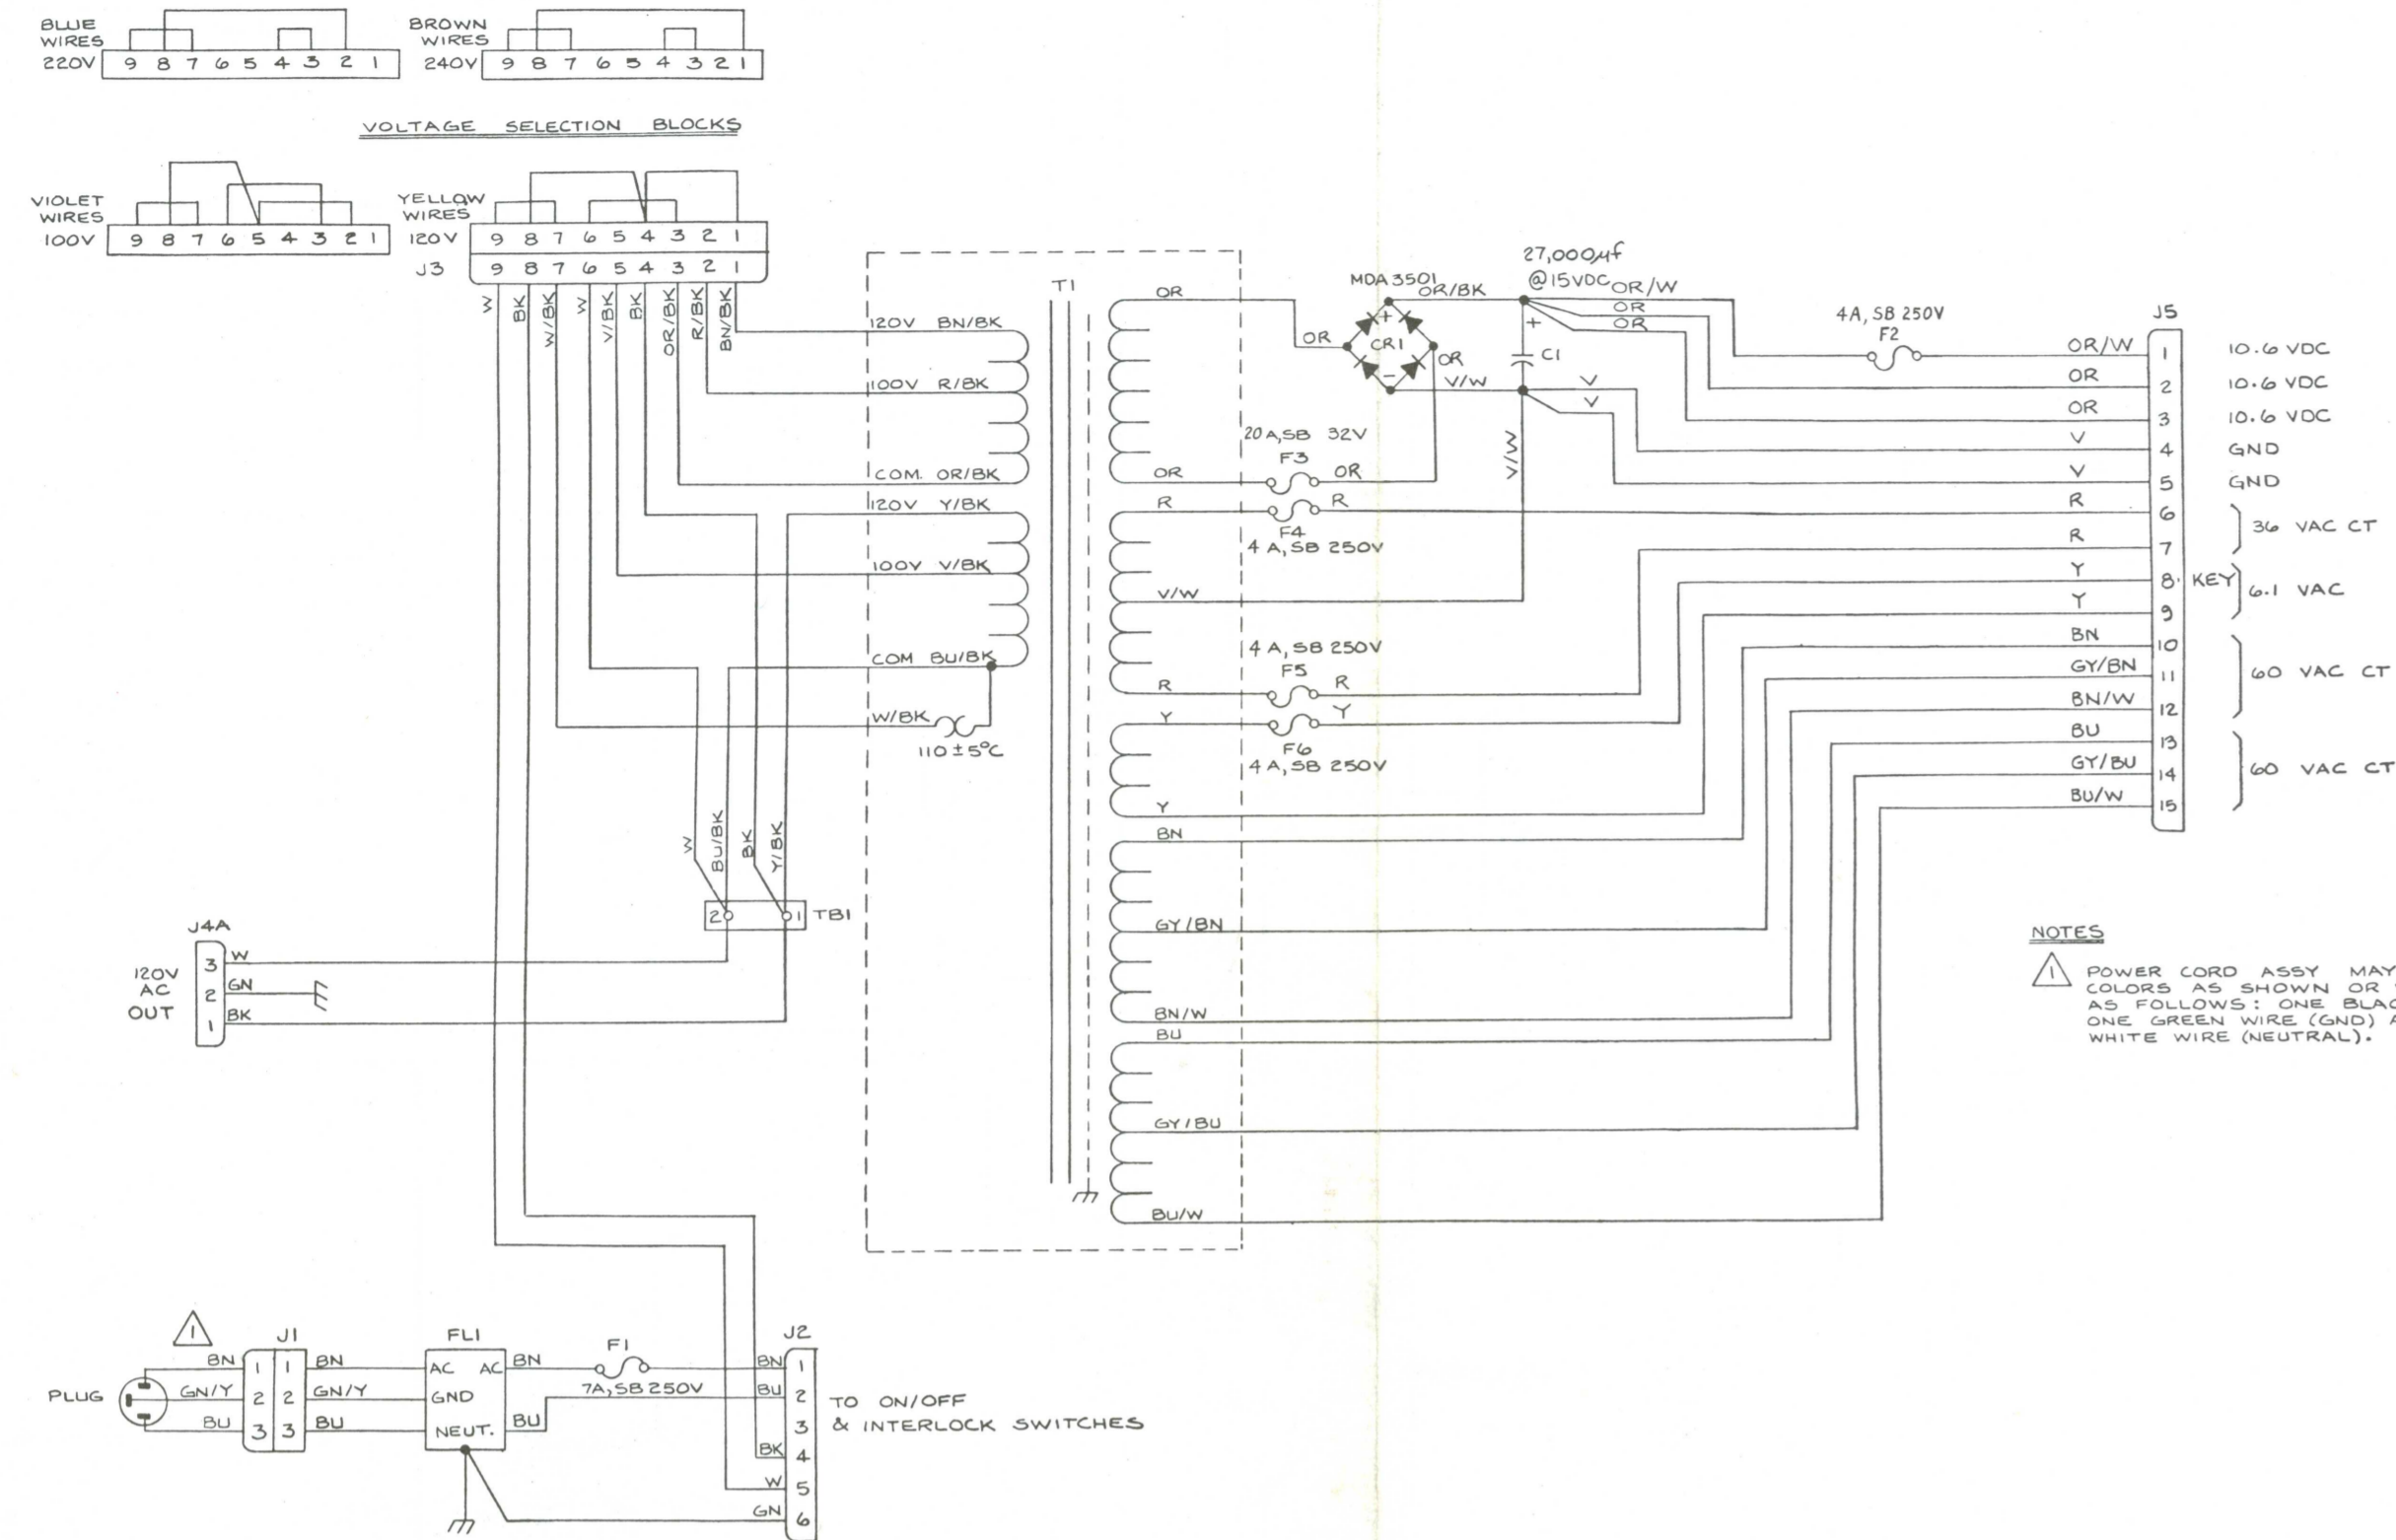 BLUE
WIRES
220V 9 8 7 6 5 4 3 2 1
BROWN
WIRES
240V 9 8 7 6 5 4 3 2 1
VOLTAGE SELECTION BLOCKS
VIOLET
WIRES
100V 9 8 7 6 5 4 3 2 1
YELLOW
WIRES
120V 9 8 7 6 5 4 3 2 1
J3 9 8 7 6 5 4 3 2 1
W
BK
W/BK
W
V/BK
BK
OR/BK
R/BK
BN/BK
120V BN/BK
100V R/BK
COM. OR/BK
120V Y/BK
100V V/BK
COM BU/BK
W/BK
110 ± 5°C
W
BU/BK
BK
Y/BK
2 1 TB1
T1
OR
OR
R
V/W
R
Y
Y
BN
GY/BN
BN/W
BU
GY/BU
BU/W
MDA3501
OR/BK
OR
CR1
+
-
OR
V/W
27,000µf
@15VDC
+
C1
OR/W
OR
OR
V
V
V/W
20A,SB 32V
F3
OR
R
F4
4 A, SB 250V
4 A, SB 250V
F5
R
Y
F6
4 A, SB 250V
4A, SB 250V
F2
J5
OR/W 1 10.6 VDC
OR 2 10.6 VDC
OR 3 10.6 VDC
V 4 GND
V 5 GND
R 6
36 VAC CT
R 7
Y 8 KEY
6.1 VAC
Y 9
BN 10
GY/BN 11 60 VAC CT
BN/W 12
BU 13
GY/BU 14 60 VAC CT
BU/W 15
J4A
120V
AC
OUT
3 W
2 GN
1 BK
NOTES
1 POWER CORD ASSY MAY
COLORS AS SHOWN OR
AS FOLLOWS: ONE
ONE GREEN WIRE (GND)
WHITE WIRE (NEUTRAL).
1
J1
FL1
F1
J2
PLUG
BN 1 1 BN AC AC BN BN 1
GN/Y 2 2 GN/Y GND 7A, SB 250V BU 2
BU 3 3 BU NEUT. BU 3
BK 4
W 5
GN 6
TO ON/OFF
& INTERLOCK SWITCHES